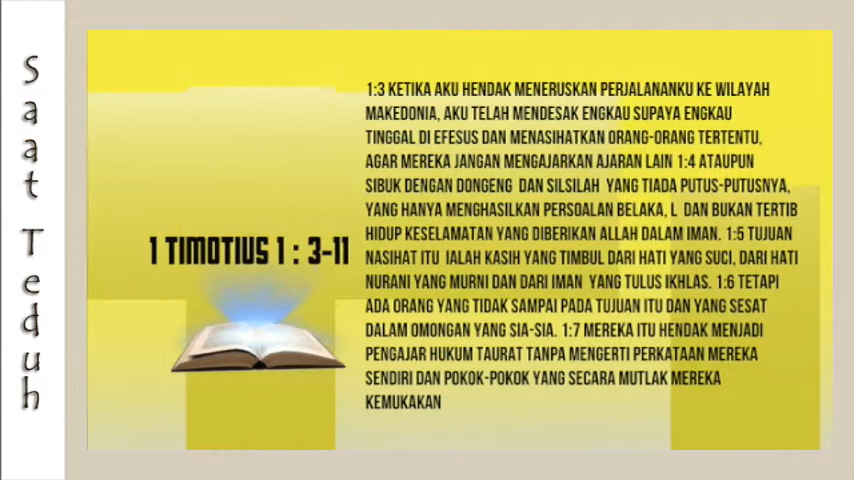 Saat Teduh
1 TIMOTIUS 1 : 3-11
1:3 KETIKA AKU HENDAK MENERUSKAN PERJALANANKU KE WILAYAH
MAKEDONIA, AKU TELAH MENDESAK ENGKAU SUPAYA ENGKAU
TINGGAL DI EFESUS DAN MENASIHATKAN ORANG-ORANG TERTENTU,
AGAR MEREKA JANGAN MENGAJARKAN AJARAN LAIN 1:4 ATAUPUN
SIBUK DENGAN DONGENG DAN SILSILAH YANG TIADA PUTUS-PUTUSNYA,
YANG HANYA MENGHASILKAN PERSOALAN BELAKA, L DAN BUKAN TERTIB
HIDUP KESELAMATAN YANG DIBERIKAN ALLAH DALAM IMAN. 1:5 TUJUAN
NASIHAT ITU IALAH KASIH YANG TIMBUL DARI HATI YANG SUCI, DARI HATI
NURANI YANG MURNI DAN DARI IMAN YANG TULUS IKHLAS. 1:6 TETAPI
ADA ORANG YANG TIDAK SAMPAI PADA TUJUAN ITU DAN YANG SESAT
DALAM OMONGAN YANG SIA-SIA. 1:7 MEREKA ITU HENDAK MENJADI
PENGAJAR HUKUM TAURAT TANPA MENGERTI PERKATAAN MEREKA
SENDIRI DAN POKOK-POKOK YANG SECARA MUTLAK MEREKA
KEMUKAKAN